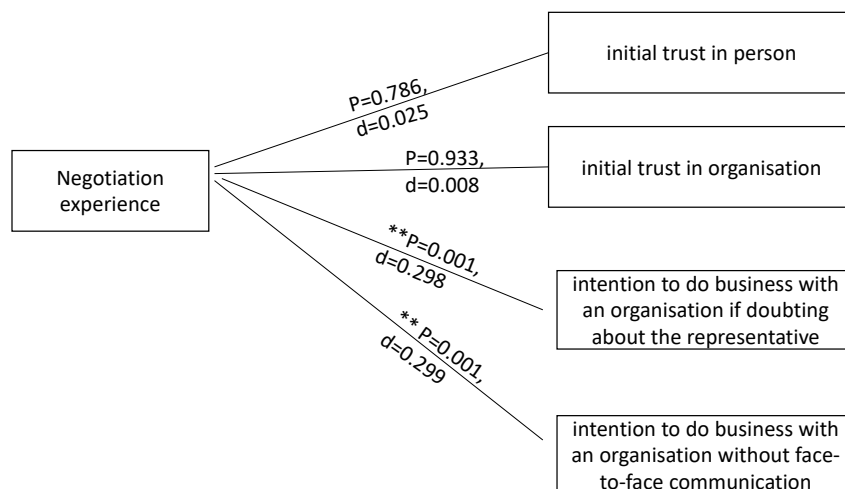 initial trust in person
P=0.786,
d=0.025
initial trust in organisation
P=0.933,
d=0.008
Negotiation
experience
**P=0.001,
d=0.298
intention to do business with
an organisation if doubting
about the representative
** P=0.001,
d=0.299
intention to do business with
an organisation without face-
to-face communication